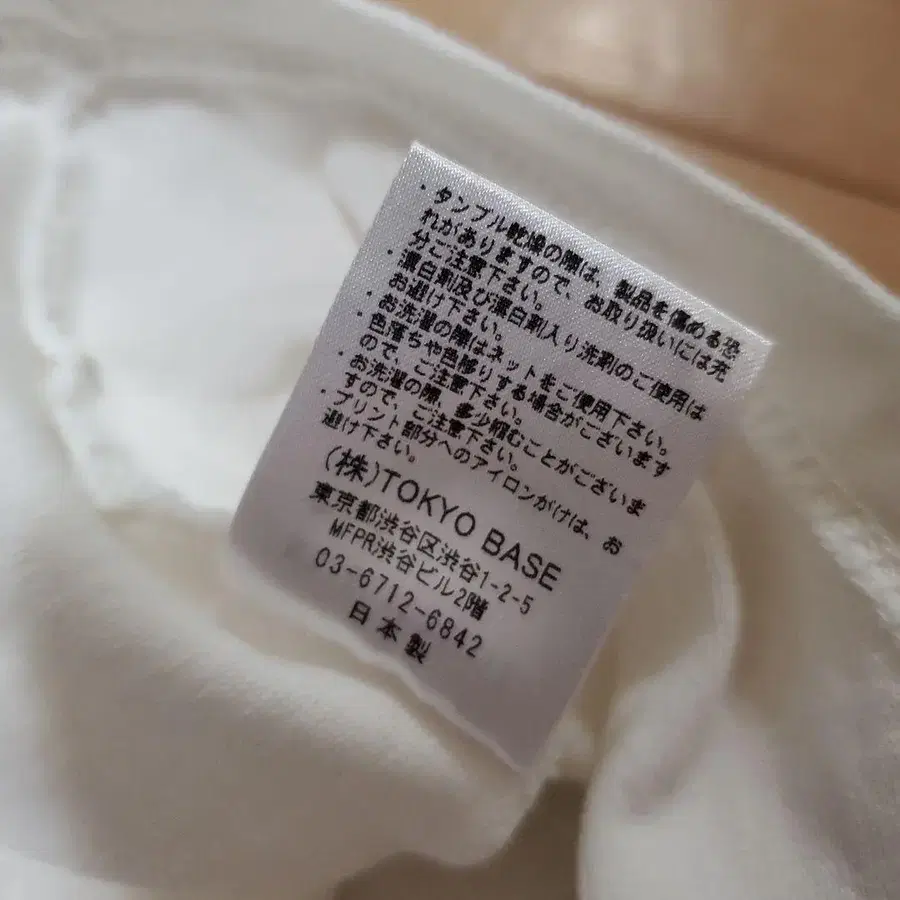 ・タンブル乾燥の際は、製品を傷める恐
れがありますので、お取り扱いには充
分ご注意下さい。
・漂白剤及び漂白剤入り洗剤のご使用は
お避け下さい。
・お洗濯の際はネットをご使用下さい。
色落ちや色移りする場合がございます
ので、ご注意下さい。
・お洗濯の際、多少縮むことがございま
すので、ご注意下さい。
・プリント部分へのアイロンがけは、お
避け下さい。
(株)TOKYO BASE
東京都渋谷区渋谷1-2-5
MFPR渋谷ビル2階
03-6712-6842
日本製